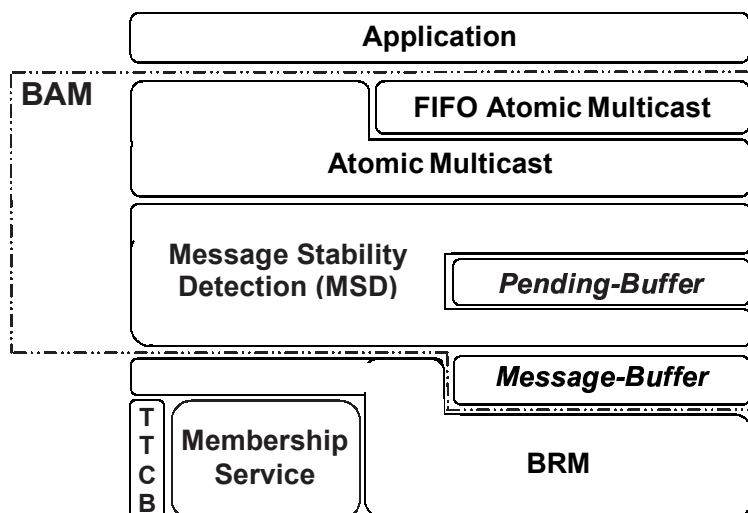 Application
BAM
FIFO Atomic Multicast
Atomic Multicast
Message Stability
Detection (MSD)
Pending-Buffer
Message-Buffer
T
T
C
B
Membership
Service
BRM